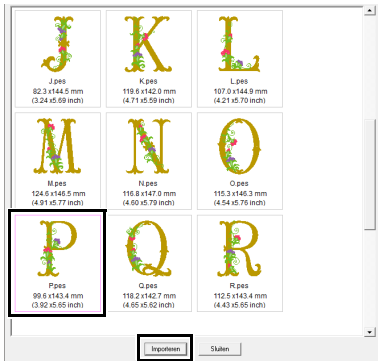 J.pes K.pes L.pes
82.3 x144.5 mm 119.6 x142.0 mm 107.0 x144.9 mm
(3.24 x5.69 inch) (4.71 x5.59 inch) (4.21 x5.70 inch)
M.pes N.pes O.pes
124.6 x146.5 mm 116.8 x147.0 mm 115.3 x146.3 mm
(4.91 x5.77 inch) (4.60 x5.79 inch) (4.54 x5.76 inch)
P.pes Q.pes R.pes
99.6 x143.4 mm 118.2 x142.7 mm 112.5 x143.4 mm
(3.92 x5.65 inch) (4.65 x5.62 inch) (4.43 x5.65 inch)
Importeren Sluiten